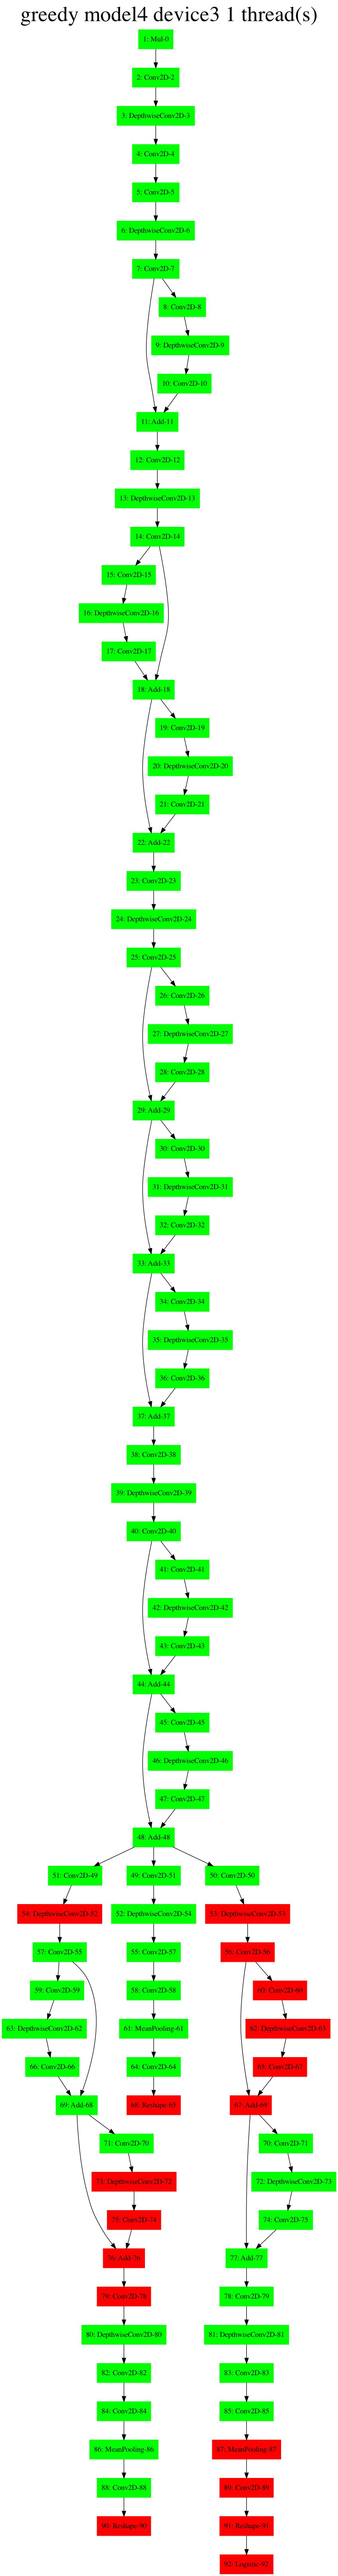 greedy model4 device3 1 thread(s)
1: Mul-0
2: Conv2D-2
3: DepthwiseConv2D-3
4: Conv2D-4
5: Conv2D-5
6: DepthwiseConv2D-6
7: Conv2D-7
8: Conv2D-8
9: DepthwiseConv2D-9
10: Conv2D-10
11: Add-11
12: Conv2D-12
13: DepthwiseConv2D-13
14: Conv2D-14
15: Conv2D-15
16: DepthwiseConv2D-16
17: Conv2D-17
18: Add-18
19: Conv2D-19
20: DepthwiseConv2D-20
21: Conv2D-21
22: Add-22
23: Conv2D-23
24: DepthwiseConv2D-24
25: Conv2D-25
26: Conv2D-26
27: DepthwiseConv2D-27
28: Conv2D-28
29: Add-29
30: Conv2D-30
31: DepthwiseConv2D-31
32: Conv2D-32
33: Add-33
34: Conv2D-34
35: DepthwiseConv2D-35
36: Conv2D-36
37: Add-37
38: Conv2D-38
39: DepthwiseConv2D-39
40: Conv2D-40
41: Conv2D-41
42: DepthwiseConv2D-42
43: Conv2D-43
44: Add-44
45: Conv2D-45
46: DepthwiseConv2D-46
47: Conv2D-47
48: Add-48
51: Conv2D-49
49: Conv2D-51
50: Conv2D-50
54: DepthwiseConv2D-52
52: DepthwiseConv2D-54
53: DepthwiseConv2D-53
57: Conv2D-55
55: Conv2D-57
56: Conv2D-56
59: Conv2D-59
58: Conv2D-58
60: Conv2D-60
63: DepthwiseConv2D-62
61: MeanPooling-61
62: DepthwiseConv2D-63
66: Conv2D-66
64: Conv2D-64
65: Conv2D-67
69: Add-68
68: Reshape-65
67: Add-69
71: Conv2D-70
70: Conv2D-71
73: DepthwiseConv2D-72
72: DepthwiseConv2D-73
75: Conv2D-74
74: Conv2D-75
76: Add-76
77: Add-77
79: Conv2D-78
78: Conv2D-79
80: DepthwiseConv2D-80
81: DepthwiseConv2D-81
82: Conv2D-82
83: Conv2D-83
84: Conv2D-84
85: Conv2D-85
86: MeanPooling-86
87: MeanPooling-87
88: Conv2D-88
89: Conv2D-89
90: Reshape-90
91: Reshape-91
92: Logistic-92